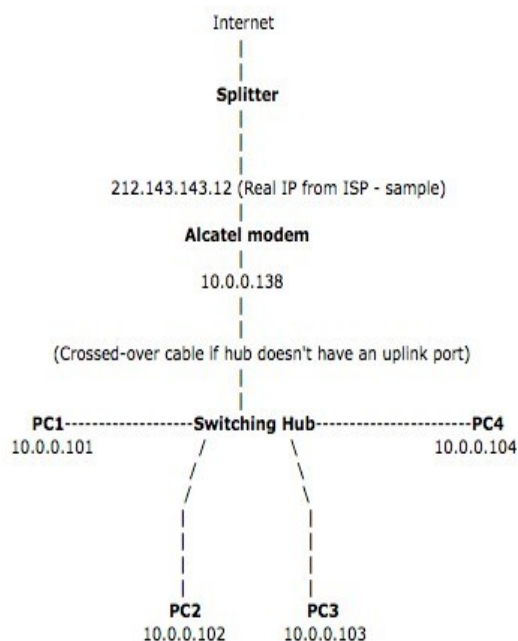 Internet
Splitter
212.143.143.12 (Real IP from ISP - sample)
Alcatel modem
10.0.0.138
(Crossed-over cable if hub doesn't have an uplink port)
PC1----------------------Switching Hub----------------------PC4
10.0.0.101 10.0.0.104
PC2 PC3
10.0.0.102 10.0.0.103